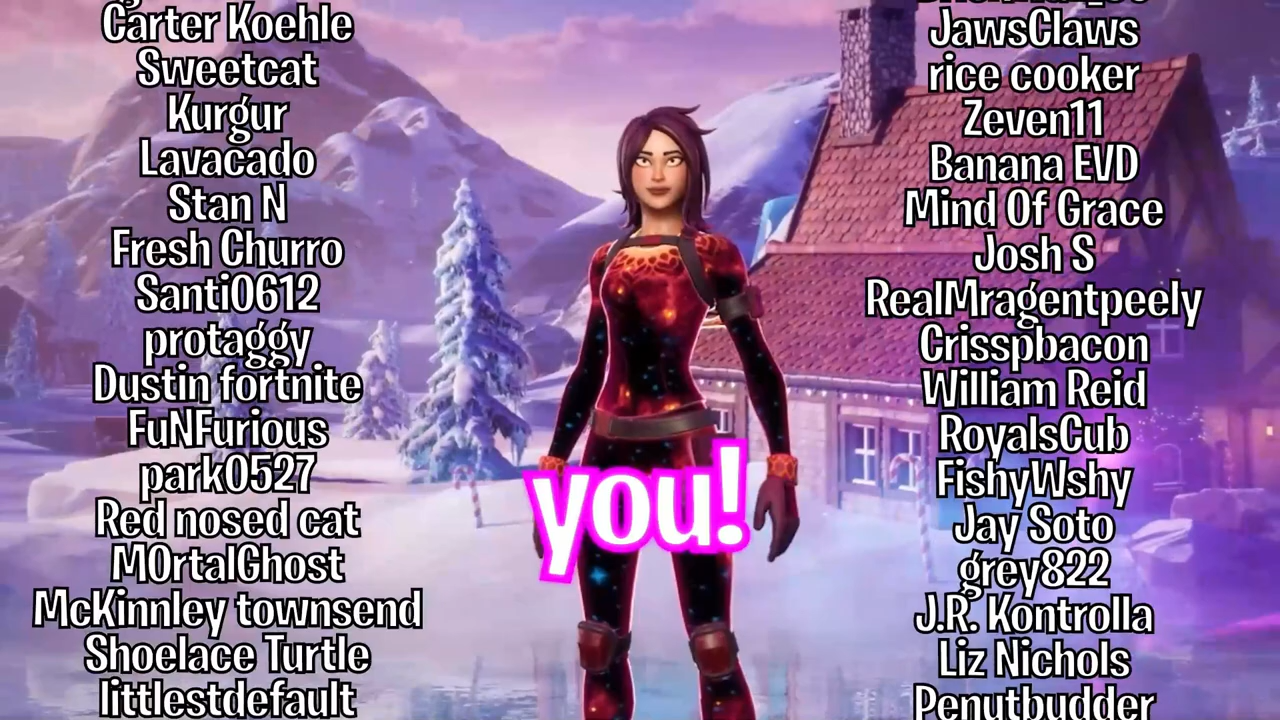 Carter Koehle
Sweetcat
Kurgur
Lavacado
Stan N
Fresh Churro
Santi0612
protaggy
Dustin fortnite
FuNFurious
park0527
Red nosed cat
M0rtalGhost
McKinnley townsend
Shoelace Turtle
littlestdefault
you!
JawsClaws
rice cooker
Zeven11
Banana EVD
Mind Of Grace
Josh S
RealMragentpeely
Crisspbacon
William Reid
RoyalsCub
FishyWshy
Jay Soto
grey822
J.R. Kontrolla
Liz Nichols
Penutbudder